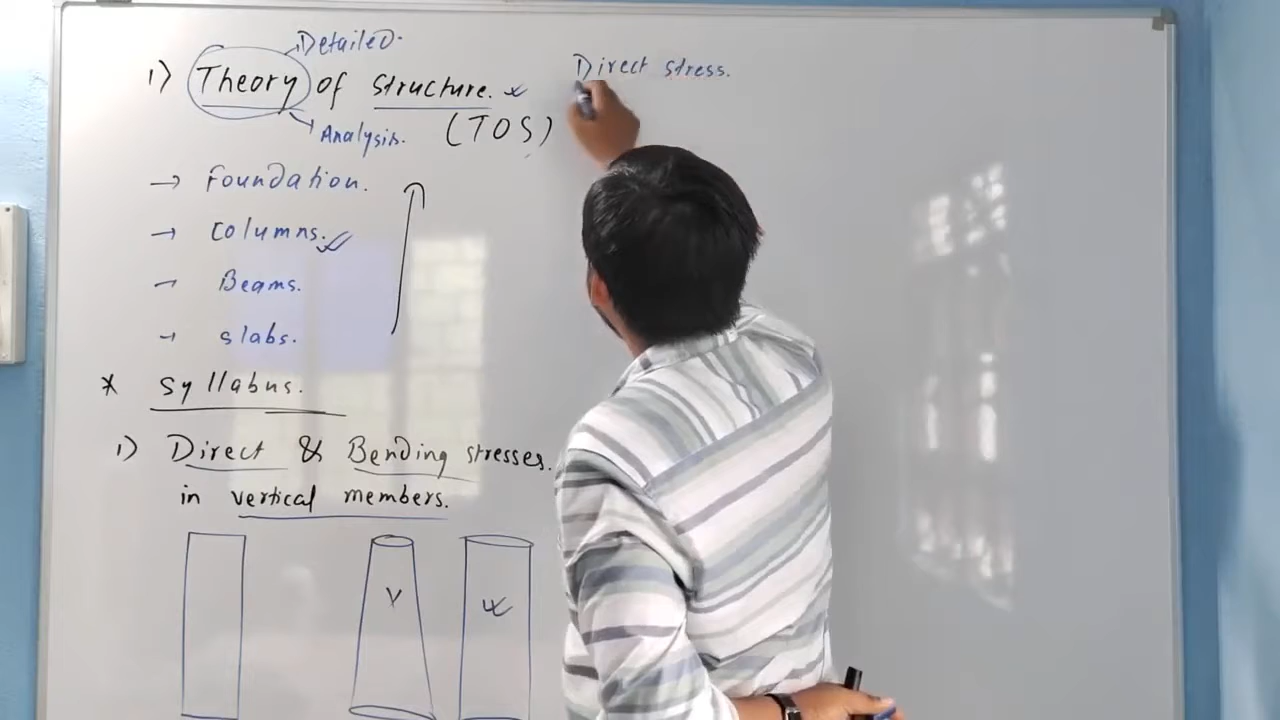 Detailed.
1) Theory of structure.
Analysis. (TOS)
→ Foundation.
→ Columns.
→ Beams.
→ slabs.
* syllabus.
1) Direct & Bending stresses.
in vertical members.
Direct stress.